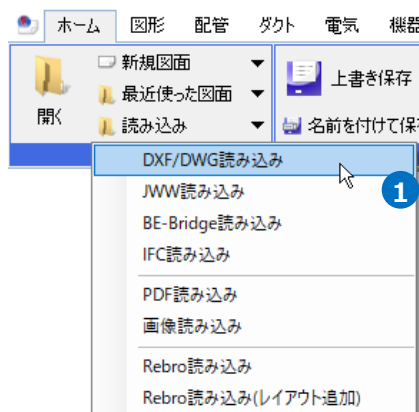 ホーム 図形 配管 ダクト 電気 機器
開く
新規図面
最近使った図面
読み込み
上書き保存
名前を付けて保
DXF/DWG読み込み
1
JWW読み込み
BE-Bridge読み込み
IFC読み込み
PDF読み込み
画像読み込み
Rebro読み込み
Rebro読み込み(レイアウト追加)